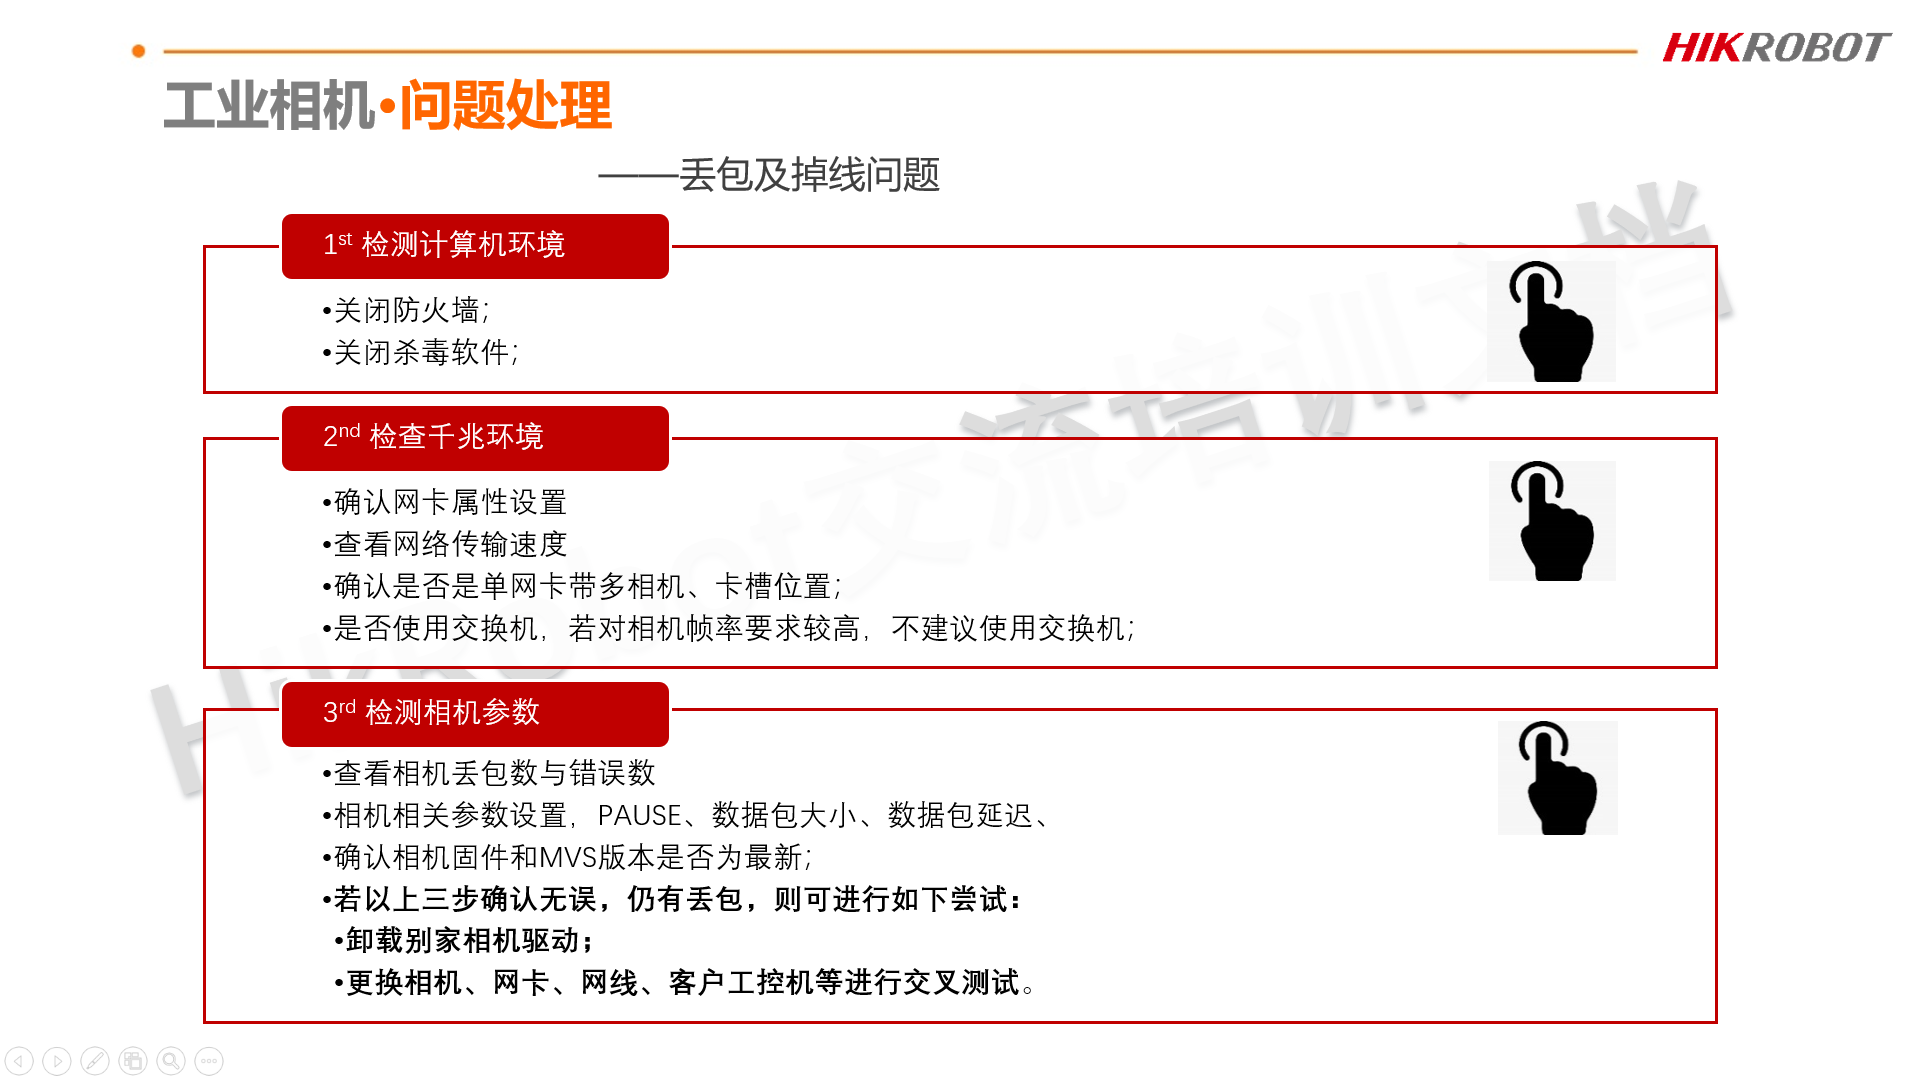 HIKROBOT
工业相机•问题处理
——丢包及掉线问题
1st 检测计算机环境
•关闭防火墙；
•关闭杀毒软件；
2nd 检查千兆环境
•确认网卡属性设置
•查看网络传输速度
•确认是否是单网卡带多相机、卡槽位置；
•是否使用交换机，若对相机帧率要求较高，不建议使用交换机；
3rd 检测相机参数
•查看相机丢包数与错误数
•相机相关参数设置，PAUSE、数据包大小、数据包延迟、
•确认相机固件和MVS版本是否为最新；
•若以上三步确认无误，仍有丢包，则可进行如下尝试：
•卸载别家相机驱动；
•更换相机、网卡、网线、客户工控机等进行交叉测试。
HikRobot交流培训文档